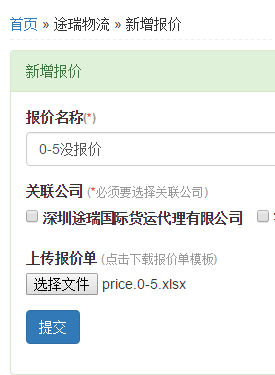 首页 » 途瑞物流 » 新增报价
新增报价
报价名称(*)
0-5没报价
关联公司 (*必须要选择关联公司)
深圳途瑞国际货运代理有限公司
上传报价单 (点击下载报价单模板)
选择文件 price.0-5.xlsx
提交